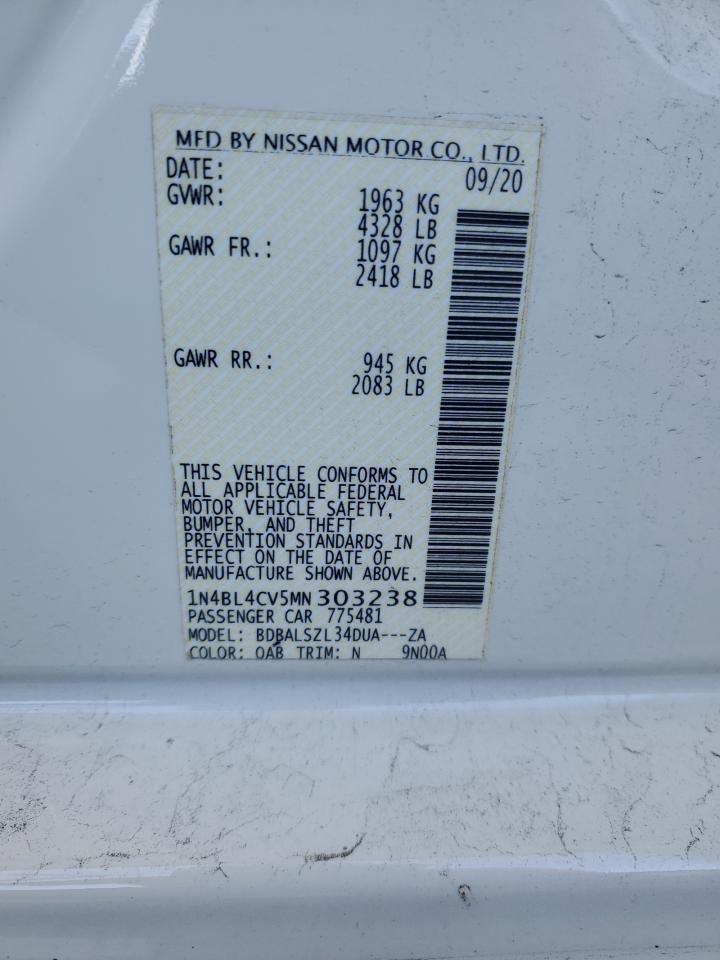 MFD BY NISSAN MOTOR CO., LTD.
DATE: 09/20
GVWR: 1963 KG
4328 LB
GAWR FR.: 1097 KG
2418 LB
GAWR RR.: 945 KG
2083 LB
THIS VEHICLE CONFORMS TO
ALL APPLICABLE FEDERAL
MOTOR VEHICLE SAFETY,
BUMPER, AND THEFT
PREVENTION STANDARDS IN
EFFECT ON THE DATE OF
MANUFACTURE SHOWN ABOVE.
1N4BL4CV5MN303238
PASSENGER CAR 775481
MODEL: BDBALSZL34DUA---ZA
COLOR: QAB TRIM: N 9N00A